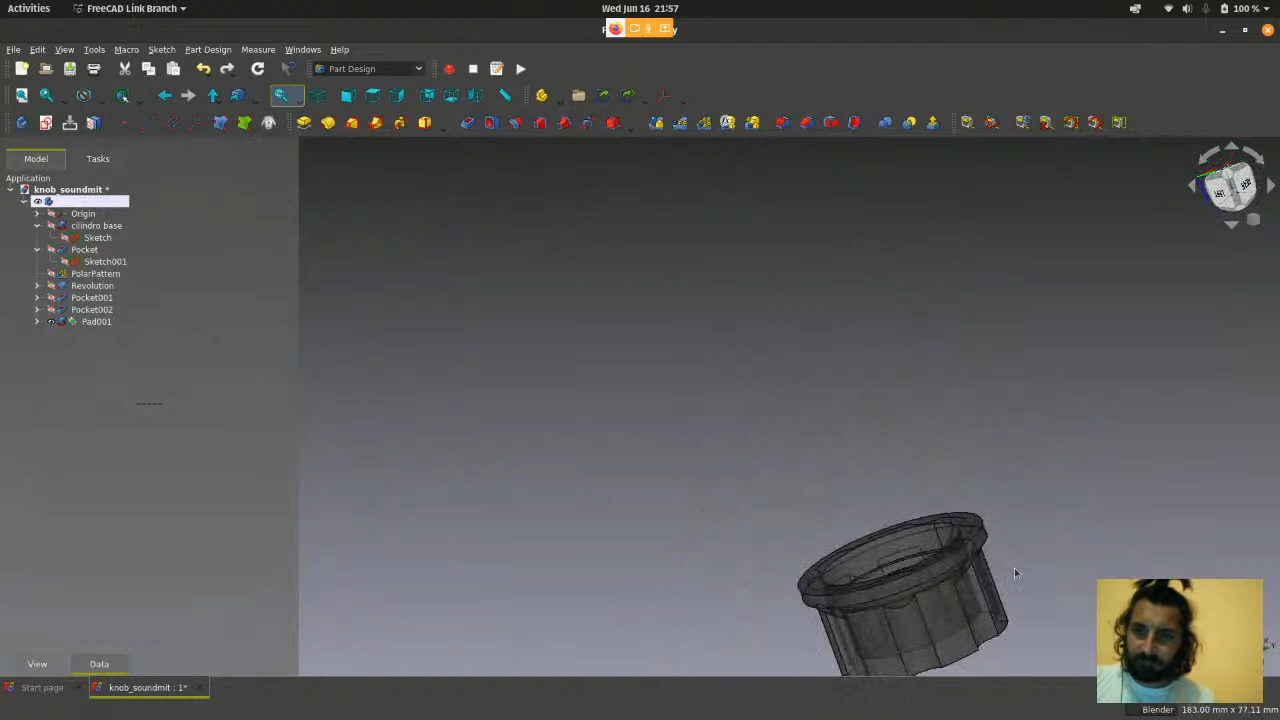 Activities
FreeCAD Link Branch
Wed Jun 16 21:57
100 %
File Edit View Tools Macro Sketch Part Design Measure Windows Help
Part Design
Model Tasks
Application
knob_soundmit *
Origin
cilindro base
Sketch
Pocket
Sketch001
PolarPattern
Revolution
Pocket001
Pocket002
Pad001
View Data
Start page
knob_soundmit : 1*
Blender 183.00 mm x 77.11 mm